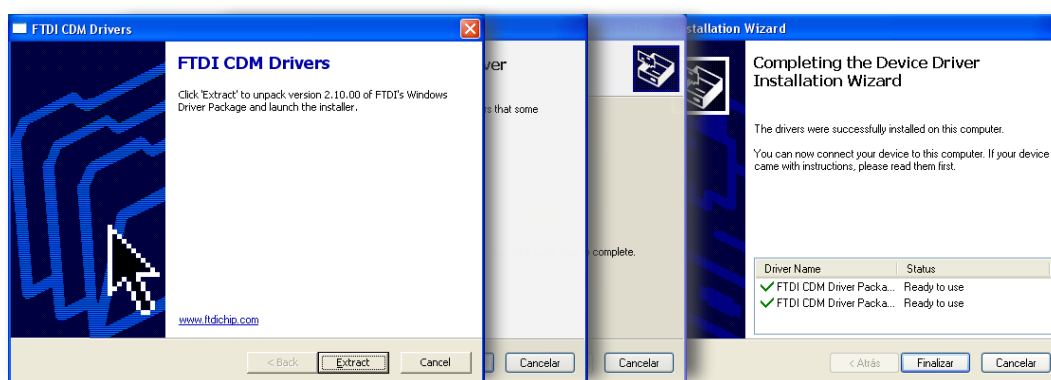 FTDI CDM Drivers
FTDI CDM Drivers
Click 'Extract' to unpack version 2.10.00 of FTDI's Windows
Driver Package and launch the installer.
www.ftdichip.com
< Back
Extract
Cancel
ver
s that some
Cancelar
complete.
Cancelar
stallation Wizard
Completing the Device Driver
Installation Wizard
The drivers were successfully installed on this computer.
You can now connect your device to this computer. If your device
came with instructions, please read them first.
Driver Name Status
FTDI CDM Driver Packa... Ready to use
FTDI CDM Driver Packa... Ready to use
< Atrás
Finalizar
Cancelar